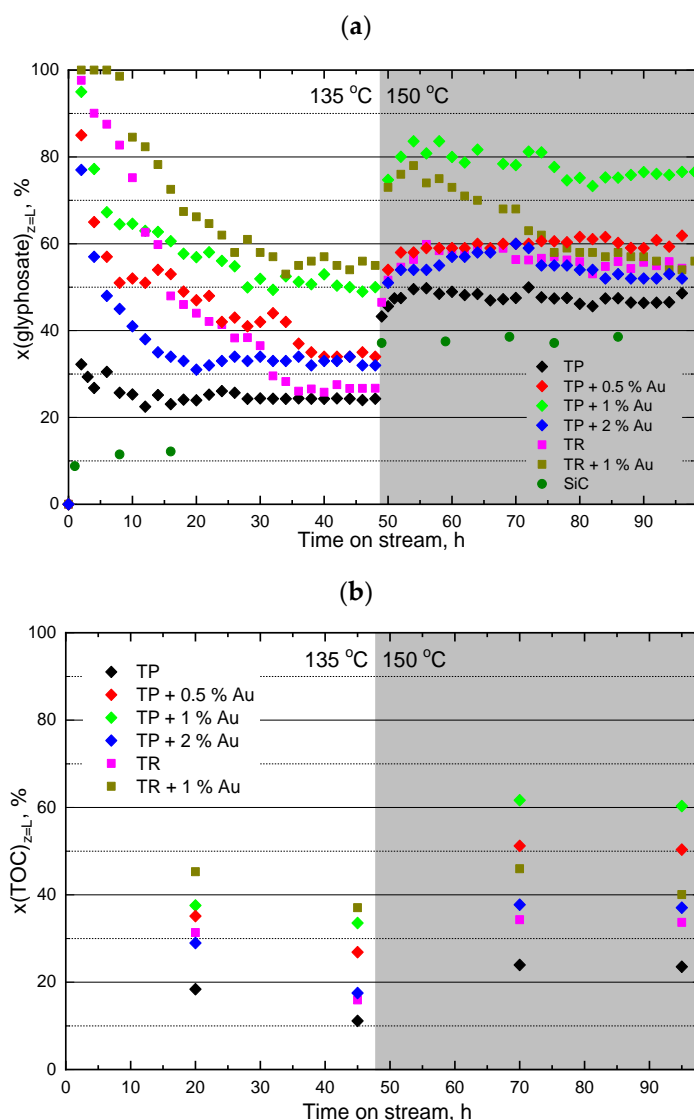 (a)
x(glyphosate)z=L, %
100
80
60
40
20
0
135 °C
150 °C
TP
TP + 0.5 % Au
TP + 1 % Au
TP + 2 % Au
TR
TR + 1 % Au
SiC
0 10 20 30 40 50 60 70 80 90
Time on stream, h
(b)
x(TOC)z=L, %
100
80
60
40
20
0
135 °C
150 °C
TP
TP + 0.5 % Au
TP + 1 % Au
TP + 2 % Au
TR
TR + 1 % Au
0 10 20 30 40 50 60 70 80 90
Time on stream, h